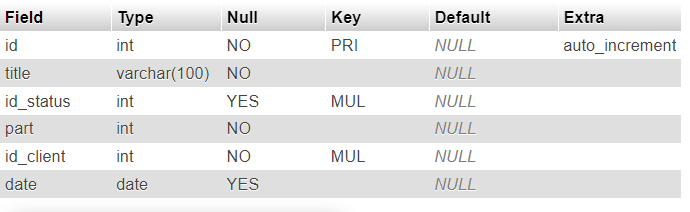 Field Type Null Key Default Extra
id int NO PRI NULL auto_increment
title varchar(100) NO NULL
id_status int YES MUL NULL
part int NO NULL
id_client int NO MUL NULL
date date YES NULL